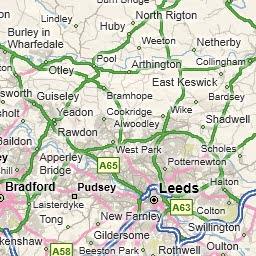 Lindley
North Rigton
Huby
Burley in
Wharfedale
Weeton
Netherby
Pool
Otley
Arthington
Collingham
East Keswick
Guiseley
Bramhope
Bardsey
Yeadon
Cookridge
Wike
Alwoodley
Shadwell
Rawdon
Baildon
West Park
Scholes
Apperley
Bridge
A65
Potternewton
Bradford
Pudsey
Leeds
Halton
Laisterdyke
A63
Colton
Tong
New Farnley
Swillington
Gildersome
A58
Beeston Park
Oulton
Rothwell